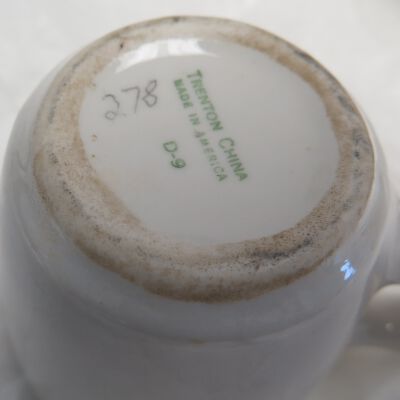 278
TRENTON CHINA
MADE IN AMERICA
D-9